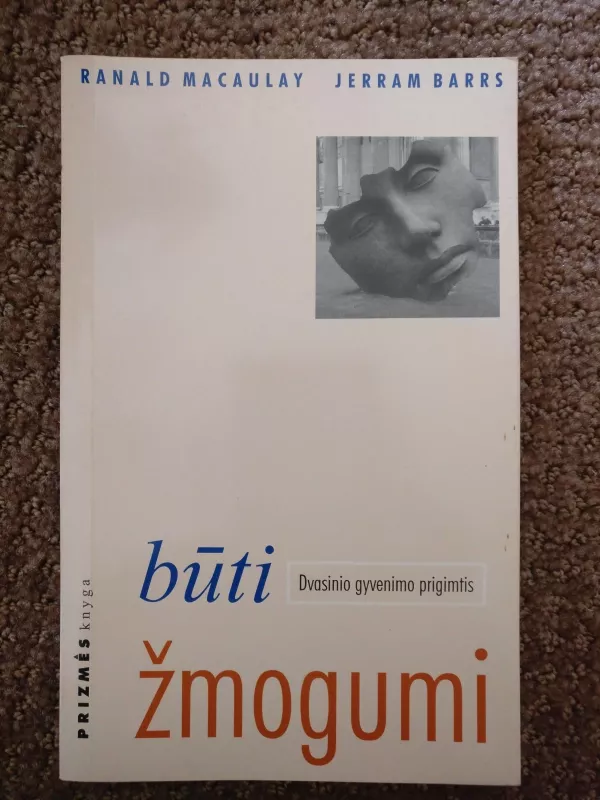 RANALD MACAULAY JERRAM BARRS
būti
Dvasinio gyvenimo prigimtis
žmogumi
PRIZMĖS knyga